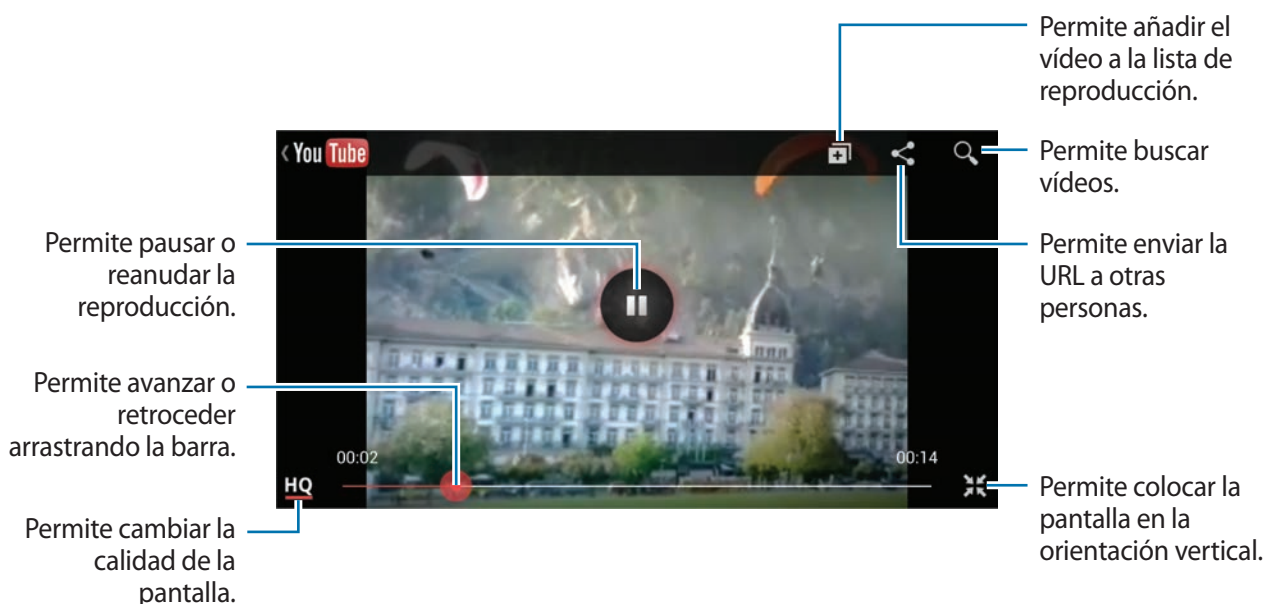 Permite añadir el
vídeo a la lista de
reproducción.
You Tube
Permite buscar
vídeos.
Permite enviar la
URL a otras
personas.
Permite pausar o
reanudar la
reproducción.
Permite avanzar o
retroceder
arrastrando la barra.
00:02
00:14
HQ
Permite cambiar la
calidad de la
pantalla.
Permite colocar la
pantalla en la
orientación vertical.